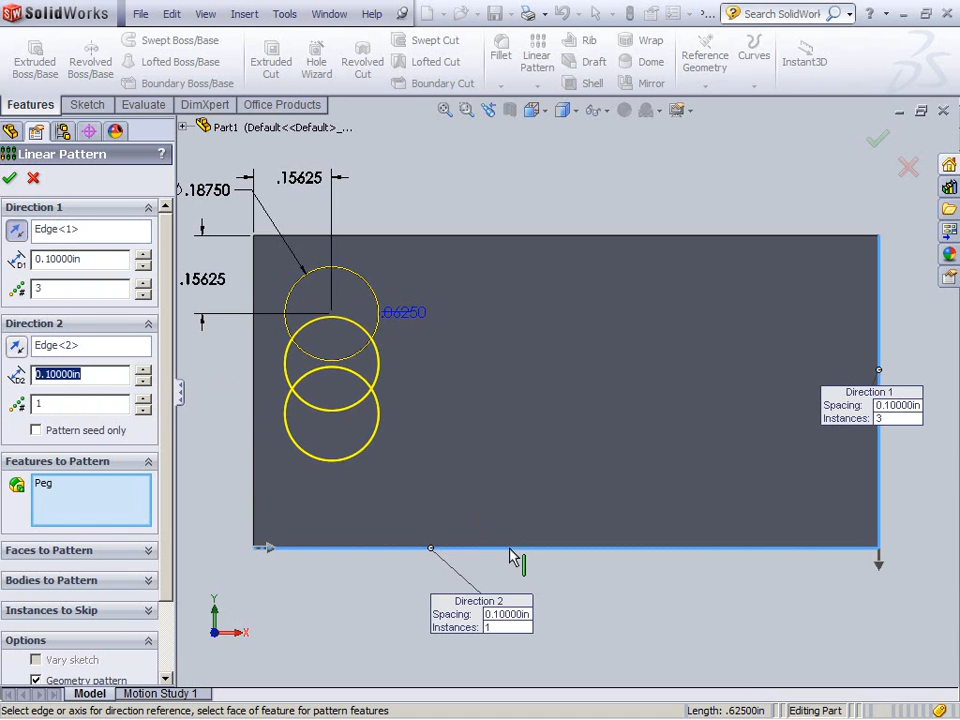 SW SolidWorks File Edit View Insert Tools Window Help ... Search SolidWorks ?
Extruded Boss/Base
Revolved Boss/Base
Swept Boss/Base
Lofted Boss/Base
Boundary Boss/Base
Extruded Cut
Hole Wizard
Revolved Cut
Swept Cut
Lofted Cut
Boundary Cut
Fillet
Linear Pattern
Rib
Draft
Shell
Wrap
Dome
Mirror
Reference Geometry
Curves
Instant3D
Features Sketch Evaluate DimXpert Office Products
Part1 (Default<<Default>_...
Linear Pattern ?
Direction 1
Edge<1>
D1 0.10000in
3
Direction 2
Edge<2>
D2 0.10000in
1
Pattern seed only
Features to Pattern
Peg
Faces to Pattern
Bodies to Pattern
Instances to Skip
Options
Vary sketch
Geometry pattern
.15625
∅.18750
.15625
.06250
Direction 1
Spacing: 0.10000in
Instances: 3
Direction 2
Spacing: 0.10000in
Instances: 1
Y
X
Model Motion Study 1
Select edge or axis for direction reference, select face of feature for pattern features Length: .62500in Editing Part